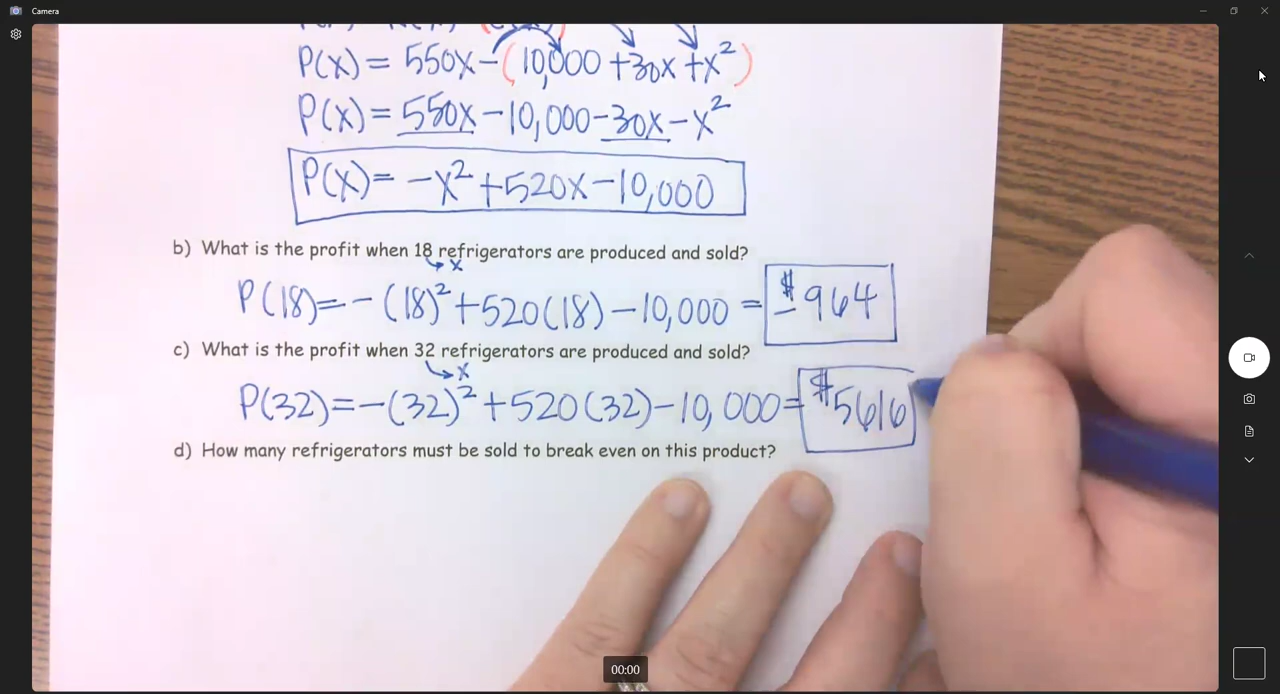 Camera
P(x) = 550x - (10,000 + 30x + x²)
P(x) = 550x - 10,000 - 30x - x²
P(x) = -x² + 520x - 10,000
b) What is the profit when 18 refrigerators are produced and sold?
x
P(18) = -(18)² + 520(18) - 10,000 = -$964
c) What is the profit when 32 refrigerators are produced and sold?
x
P(32) = -(32)² + 520(32) - 10,000 = $5616
d) How many refrigerators must be sold to break even on this product?
00:00